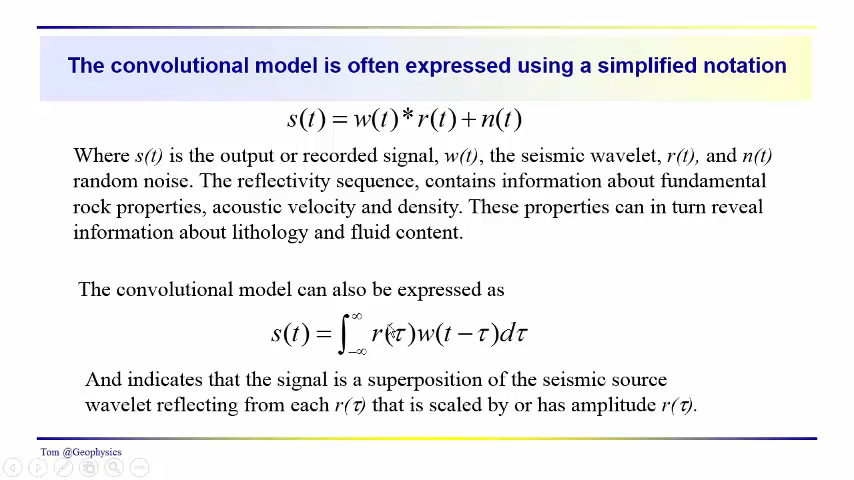 The convolutional model is often expressed using a simplified notation
s(t) = w(t) * r(t) + n(t)
Where s(t) is the output or recorded signal, w(t), the seismic wavelet, r(t), and n(t)
random noise. The reflectivity sequence, contains information about fundamental
rock properties, acoustic velocity and density. These properties can in turn reveal
information about lithology and fluid content.
The convolutional model can also be expressed as
s(t) = ∫_{-∞}^{∞} r(τ)w(t − τ)dτ
And indicates that the signal is a superposition of the seismic source
wavelet reflecting from each r(τ) that is scaled by or has amplitude r(τ).
Tom @Geophysics